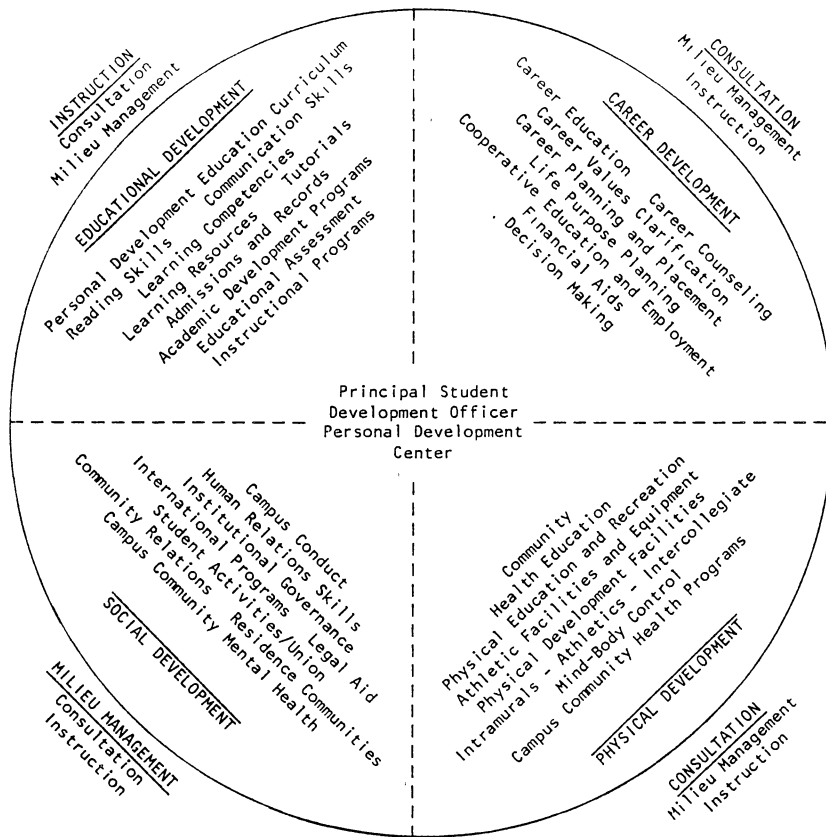 INSTRUCTION
Consultation
Milieu Management
EDUCATIONAL DEVELOPMENT
Personal Development Education Curriculum
Reading Skills Communication Skills
Learning Competencies
Learning Resources Tutorials
Admissions and Records
Academic Development Programs
Educational Assessment
Instructional Programs
CONSULTATION
Milieu Management
Instruction
CAREER DEVELOPMENT
Career Education Career Counseling
Career Values Clarification
Career Planning and Placement
Life Purpose Planning
Cooperative Education and Employment
Financial Aids
Decision Making
Principal Student
Development Officer
Personal Development
Center
Campus Conduct
Human Relations Skills
Institutional Governance
International Programs Legal Aid
Student Activities/Union
Community Relations Residence Communities
Campus Community Mental Health
SOCIAL DEVELOPMENT
MILIEU MANAGEMENT
Consultation
Instruction
Community
Health Education
Physical Education and Recreation
Athletic Facilities and Equipment
Physical Development Facilities
Intramurals - Athletics - Intercollegiate
Mind-Body Control
Campus Community Health Programs
PHYSICAL DEVELOPMENT
CONSULTATION
Milieu Management
Instruction